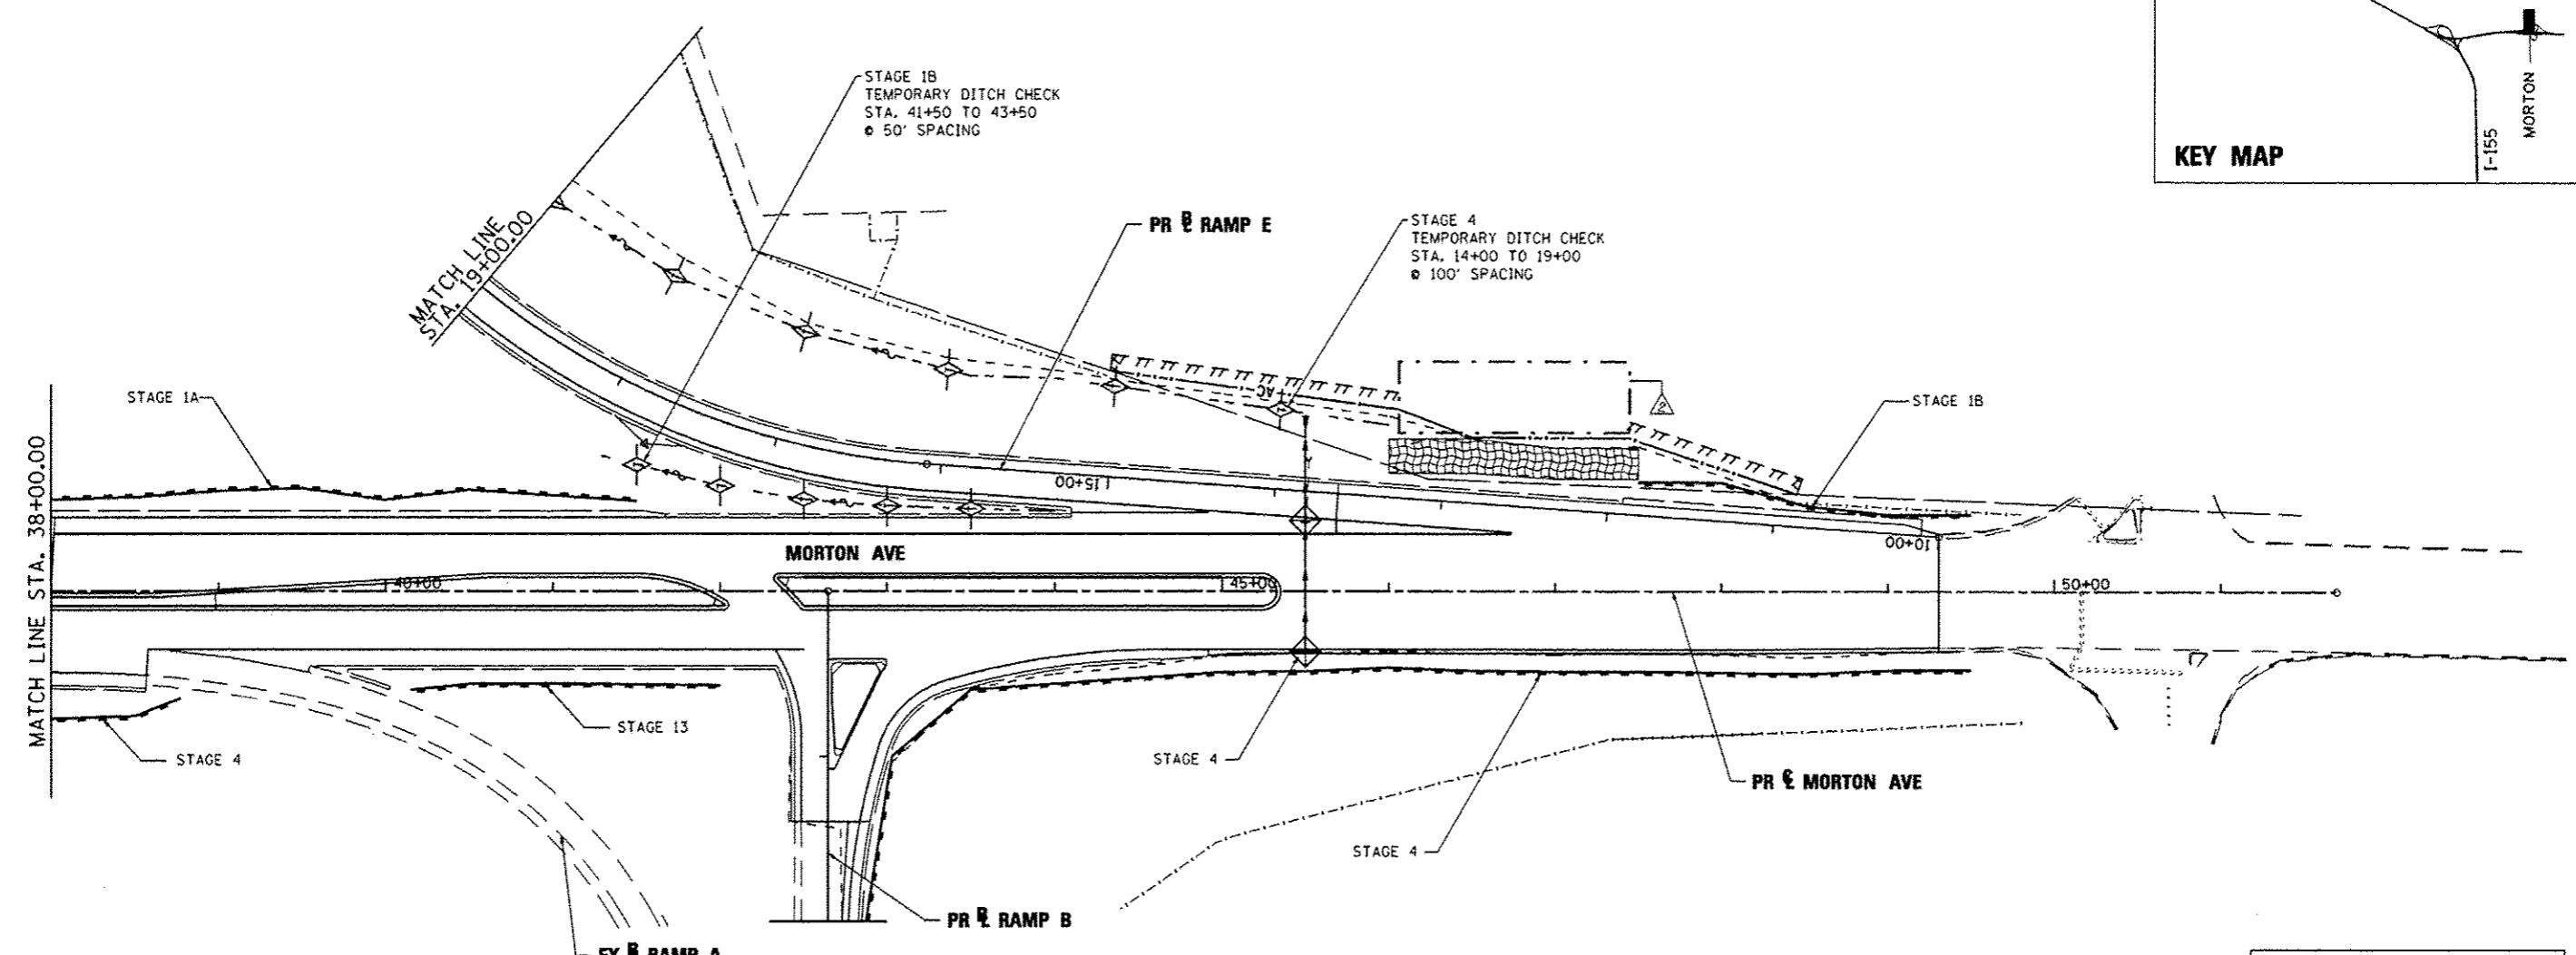 STAGE 1B
TEMPORARY DITCH CHECK
STA. 41+50 TO 43+50
@ 50' SPACING
MORTON
I-155
KEY MAP
PR ⅊ RAMP E
STAGE 4
TEMPORARY DITCH CHECK
STA. 14+00 TO 19+00
@ 100' SPACING
MATCH LINE
STA. 19+00.00
STAGE 1A
AC
2
STAGE 1B
MATCH LINE STA. 38+00.00
15+00
10+00
MORTON AVE
40+00
45+00
50+00
STAGE 13
STAGE 4
STAGE 4
PR ℄ MORTON AVE
STAGE 4
PR ⅊ RAMP B
EX ⅊ RAMP A